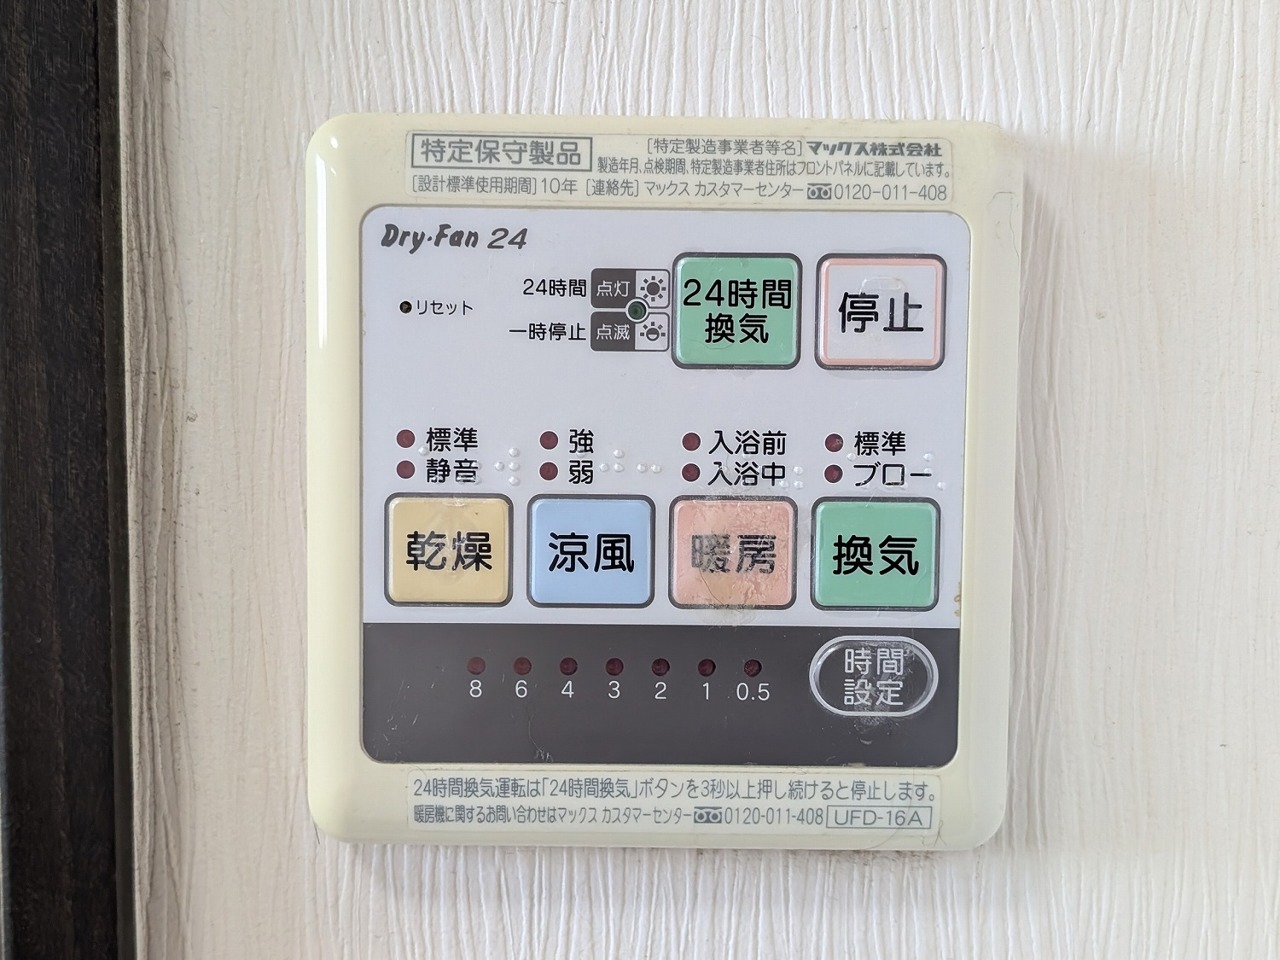 特定保守製品
[特定製造事業者等名]マックス株式会社
製造年月、点検期間、特定製造事業者住所はフロントパネルに記載しています。
[設計標準使用期間]10年 [連絡先]マックス カスタマーセンター 0120-011-408
Dry・Fan 24
リセット
24時間 点灯
一時停止 点滅
24時間
換気
停止
標準
静音
強
弱
入浴前
入浴中
標準
ブロー
乾燥
涼風
暖房
換気
8 6 4 3 2 1 0.5
時間
設定
24時間換気運転は「24時間換気」ボタンを3秒以上押し続けると停止します。
暖房機に関するお問い合わせはマックス カスタマーセンター 0120-011-408 UFD-16A